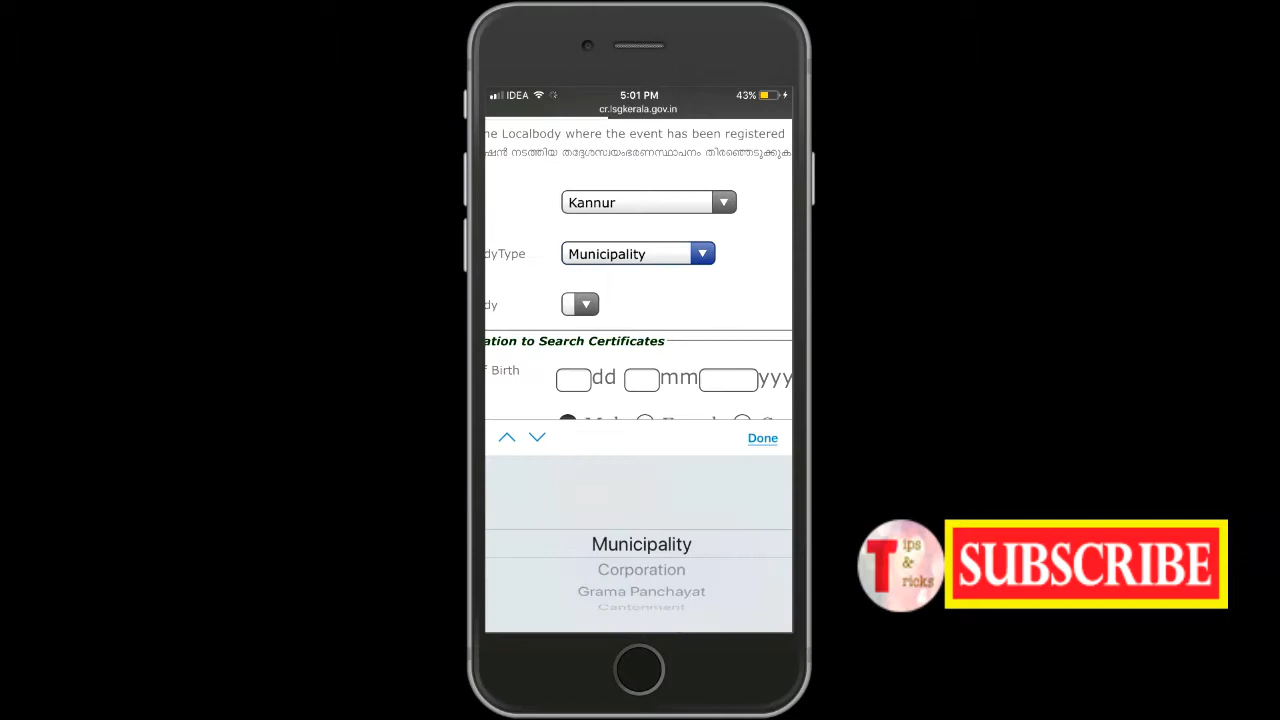 IDEA 5:01 PM 43%
cr.lsgkerala.gov.in
ne Localbody where the event has been registered
ഷൻ നടത്തിയ തദ്ദേശസ്വയംഭരണസ്ഥാപനം തിരഞ്ഞെടുക്കുക
Kannur
dyType Municipality
dy
ation to Search Certificates
f Birth dd mm yyy
Done
Municipality
Corporation
Grama Panchayat
Cantonment
Tips
&
Tricks
SUBSCRIBE